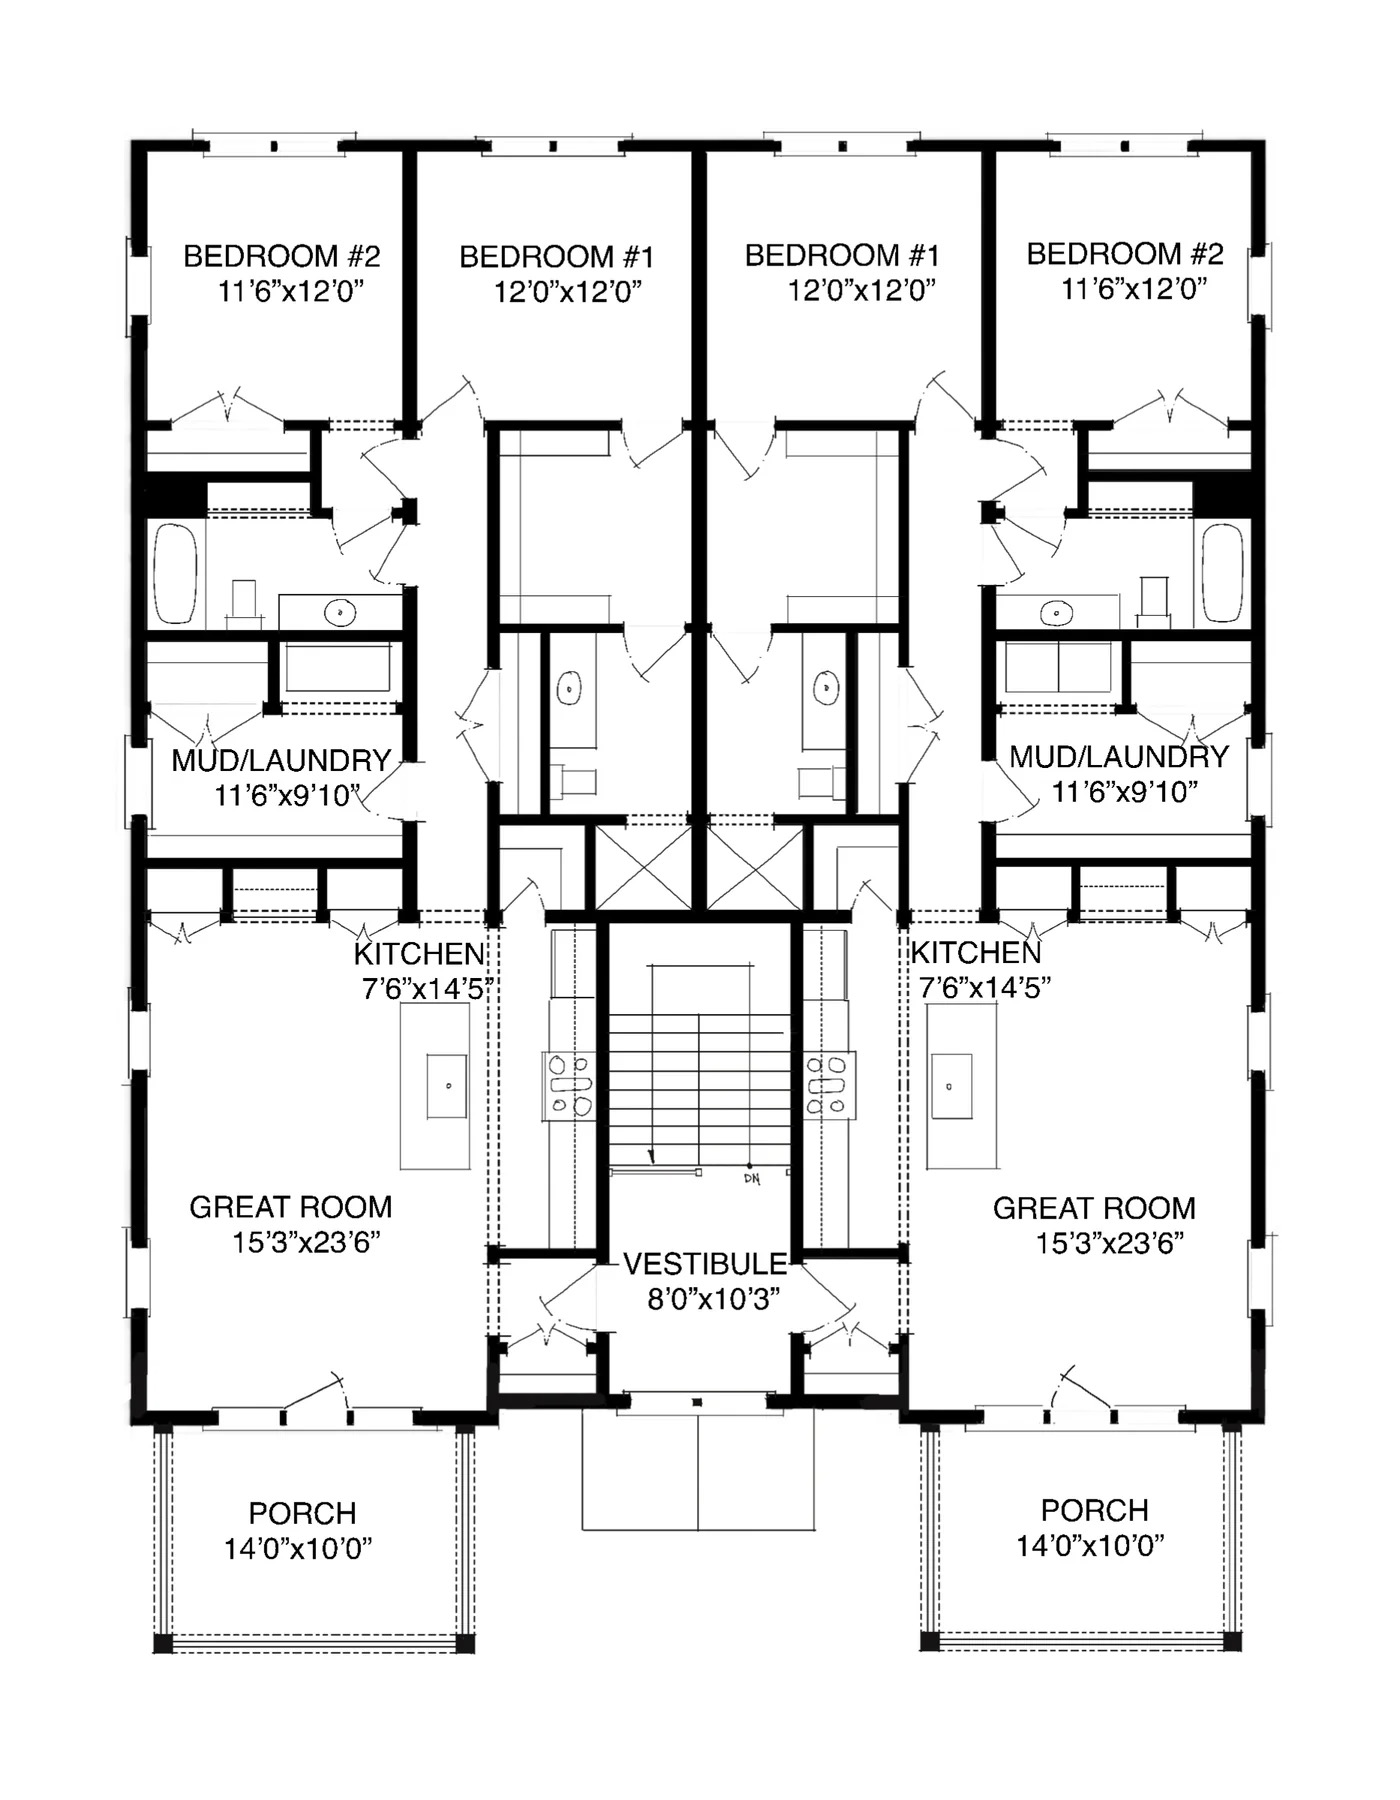 BEDROOM #2
11'6"x12'0"
BEDROOM #1
12'0"x12'0"
BEDROOM #1
12'0"x12'0"
BEDROOM #2
11'6"x12'0"
MUD/LAUNDRY
11'6"x9'10"
MUD/LAUNDRY
11'6"x9'10"
KITCHEN
7'6"x14'5"
KITCHEN
7'6"x14'5"
DN
GREAT ROOM
15'3"x23'6"
GREAT ROOM
15'3"x23'6"
VESTIBULE
8'0"x10'3"
PORCH
14'0"x10'0"
PORCH
14'0"x10'0"